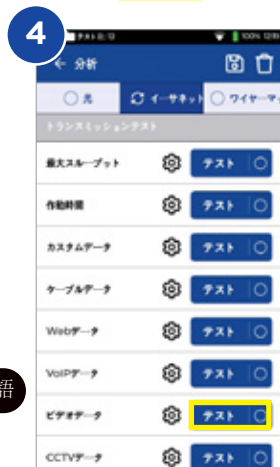 4
100% 12:00
← 分析
光 イーサネット ワイヤーマ
トランスミッションテスト
最大スループット テスト
作動時間 テスト
カスタムデータ テスト
ケーブルデータ テスト
Webデータ テスト
VoIPデータ テスト
語
ビデオデータ テスト
CCTVデータ テスト